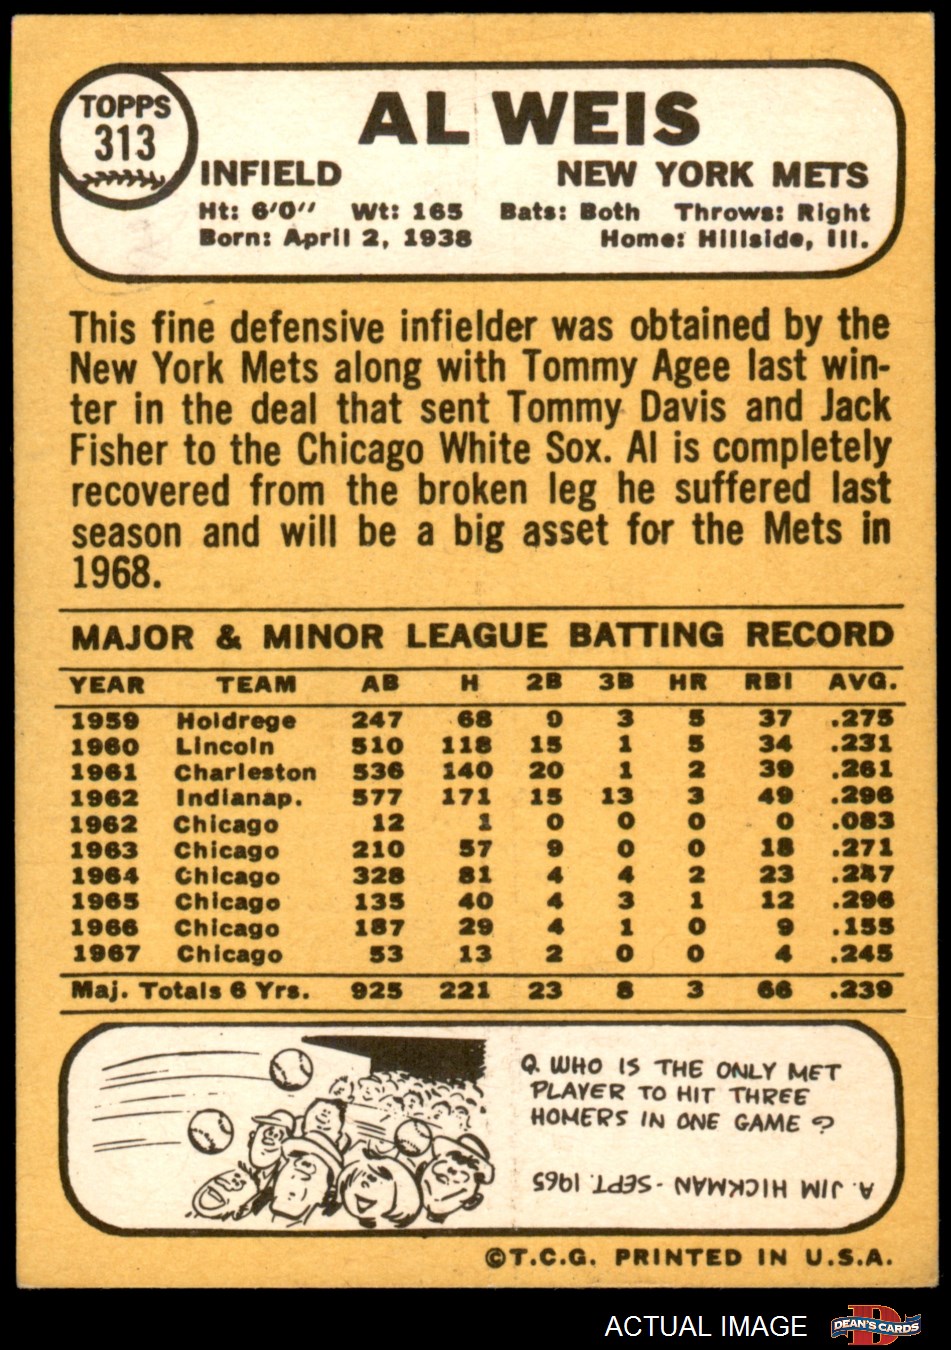 TOPPS
313
AL WEIS
INFIELD NEW YORK METS
Ht: 6'0" Wt: 165 Bats: Both Throws: Right
Born: April 2, 1938 Home: Hillside, Ill.
This fine defensive infielder was obtained by the
New York Mets along with Tommy Agee last win-
ter in the deal that sent Tommy Davis and Jack
Fisher to the Chicago White Sox. Al is completely
recovered from the broken leg he suffered last
season and will be a big asset for the Mets in
1968.
MAJOR & MINOR LEAGUE BATTING RECORD
YEAR TEAM AB H 2B 3B HR RBI AVG.
1959 Holdrege 247 68 9 3 5 37 .275
1960 Lincoln 510 118 15 1 5 34 .231
1961 Charleston 536 140 20 1 2 39 .261
1962 Indianap. 577 171 15 13 3 49 .296
1962 Chicago 12 1 0 0 0 0 .083
1963 Chicago 210 57 9 0 0 18 .271
1964 Chicago 328 81 4 4 2 23 .247
1965 Chicago 135 40 4 3 1 12 .296
1966 Chicago 187 29 4 1 0 9 .155
1967 Chicago 53 13 2 0 0 4 .245
Maj. Totals 6 Yrs. 925 221 23 8 3 66 .239
Q. WHO IS THE ONLY MET
PLAYER TO HIT THREE
HOMERS IN ONE GAME?
A. JIM HICKMAN - SEPT. 1965
©T.C.G. PRINTED IN U.S.A.
ACTUAL IMAGE
D
DEAN'S CARDS